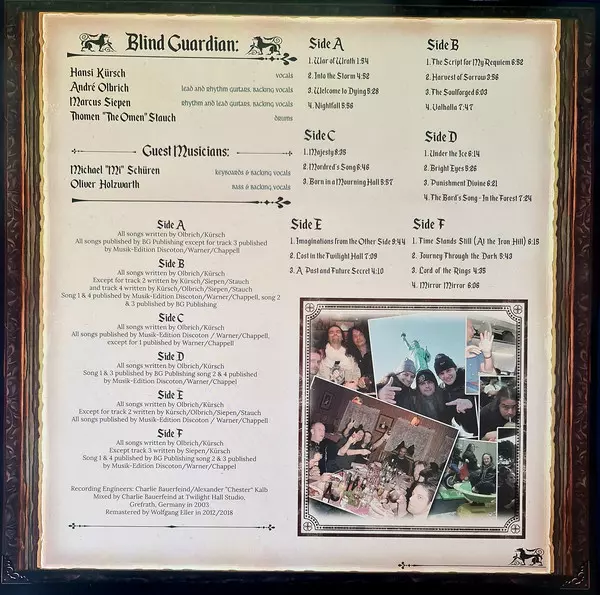 Blind Guardian:
Hansi Kürsch vocals
André Olbrich lead and rhythm guitars, backing vocals
Marcus Siepen rhythm and lead guitars, backing vocals
Thomen "The Omen" Stauch drums
Guest Musicians:
Michael "Mi" Schüren keyboards & backing vocals
Oliver Holzwarth bass & backing vocals
Side A
1. War of Wrath 1:54
2. Into the Storm 4:52
3. Welcome to Dying 5:28
4. Nightfall 5:56
Side B
1. The Script for My Requiem 6:52
2. Harvest of Sorrow 3:56
3. The Soulforged 6:03
4. Valhalla 7:47
Side C
1. Majesty 8:35
2. Mordred's Song 6:46
3. Born in a Mourning Hall 5:57
Side D
1. Under the Ice 6:14
2. Bright Eyes 5:26
3. Punishment Divine 6:21
4. The Bard's Song - In the Forest 7:24
Side E
1. Imaginations from the Other Side 9:44
2. Lost in the Twilight Hall 7:09
3. A Past and Future Secret 4:10
Side F
1. Time Stands Still (At the Iron Hill) 6:15
2. Journey Through the Dark 5:43
3. Lord of the Rings 4:35
4. Mirror Mirror 6:06
Side A
All songs written by Olbrich/Kürsch
All songs published by BG Publishing except for track 3 published
by Musik-Edition Discoton/Warner/Chappell
Side B
All songs written by Olbrich/Kürsch
Except for track 2 written by Kürsch/Siepen/Olbrich
and track 4 written by Kürsch/Olbrich/Siepen/Stauch
Song 1 & 4 published by Musik-Edition Discoton/Warner/Chappell, song 2
& 3 published by BG Publishing
Side C
All songs written by Olbrich/Kürsch
All songs published by Musik-Edition Discoton / Warner/Chappell,
except for 1 published by Warner/Chappell
Side D
All songs written by Olbrich/Kürsch
Song 1 & 3 published by BG Publishing song 2 & 4 published
by Musik-Edition Discoton/Warner/Chappel
Side E
All songs written by Olbrich/Kürsch
Except for track 2 written by Kürsch/Olbrich/Siepen/Stauch
All songs published by Musik-Edition Discoton/Warner/Chappell
Side F
All songs written by Olbrich/Kürsch
Except track 3 written by Siepen/Kürsch
Song 1 & 4 published by BG Publishing song 2 & 3 published
by Musik-Edition Discoton/Warner/Chappel
Recording Engineers: Charlie Bauerfeind/Alexander "Chester" Kalb
Mixed by Charlie Bauerfeind at Twilight Hall Studio,
Grefrath, Germany in 2003
Remastered by Wolfgang Eller in 2012/2018